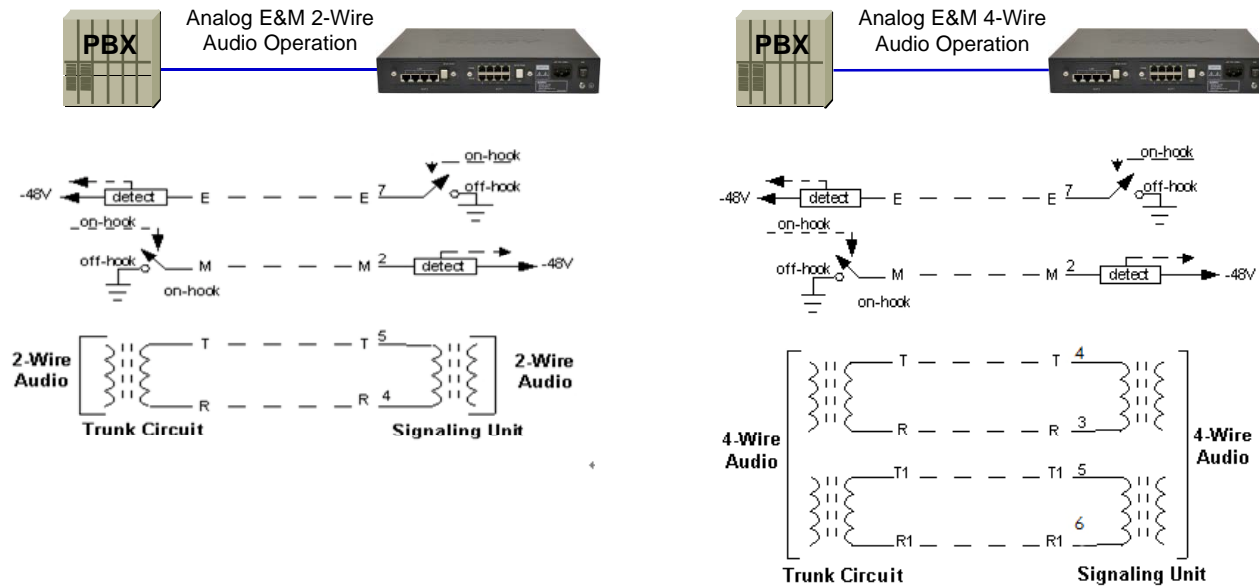 Analog E&M 2-Wire
Audio Operation
PBX
on-hook
off-hook
-48V
detect
E
E
7
on-hook
off-hook
M
M
2
detect
-48V
on-hook
2-Wire
Audio
T
T
5
R
R
4
2-Wire
Audio
Trunk Circuit
Signaling Unit
Analog E&M 4-Wire
Audio Operation
PBX
on-hook
off-hook
-48V
detect
E
E
7
on-hook
off-hook
M
M
2
detect
-48V
on-hook
4-Wire
Audio
T
T
4
R
R
3
T1
T1
5
R1
R1
6
4-Wire
Audio
Trunk Circuit
Signaling Unit